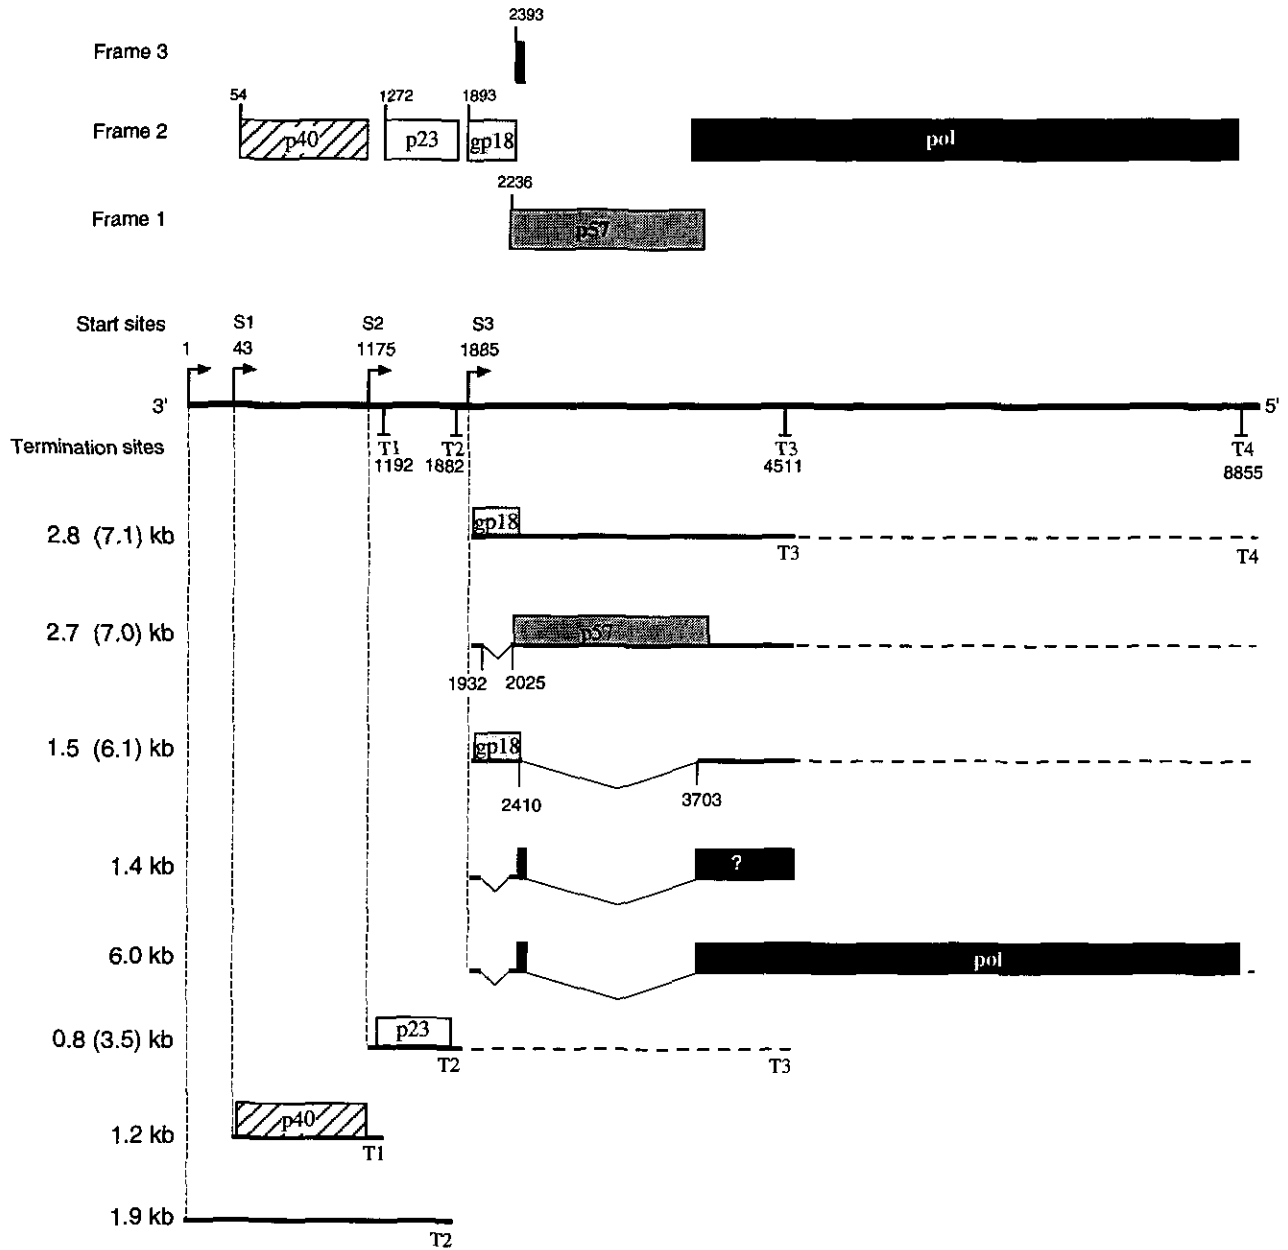 2393
Frame 3
54 1272 1893
Frame 2 p40 p23 gp18 pol
2236
Frame 1 p57
Start sites S1 S2 S3
1 43 1175 1885
3' 5'
Termination sites T1 T2 T3 T4
1192 1882 4511 8855
gp18
2.8 (7.1) kb T3 T4
2.7 (7.0) kb p57
1932 2025
1.5 (6.1) kb gp18
2410 3703
1.4 kb ?
6.0 kb pol
0.8 (3.5) kb p23
T2 T3
1.2 kb p40
T1
1.9 kb
T2